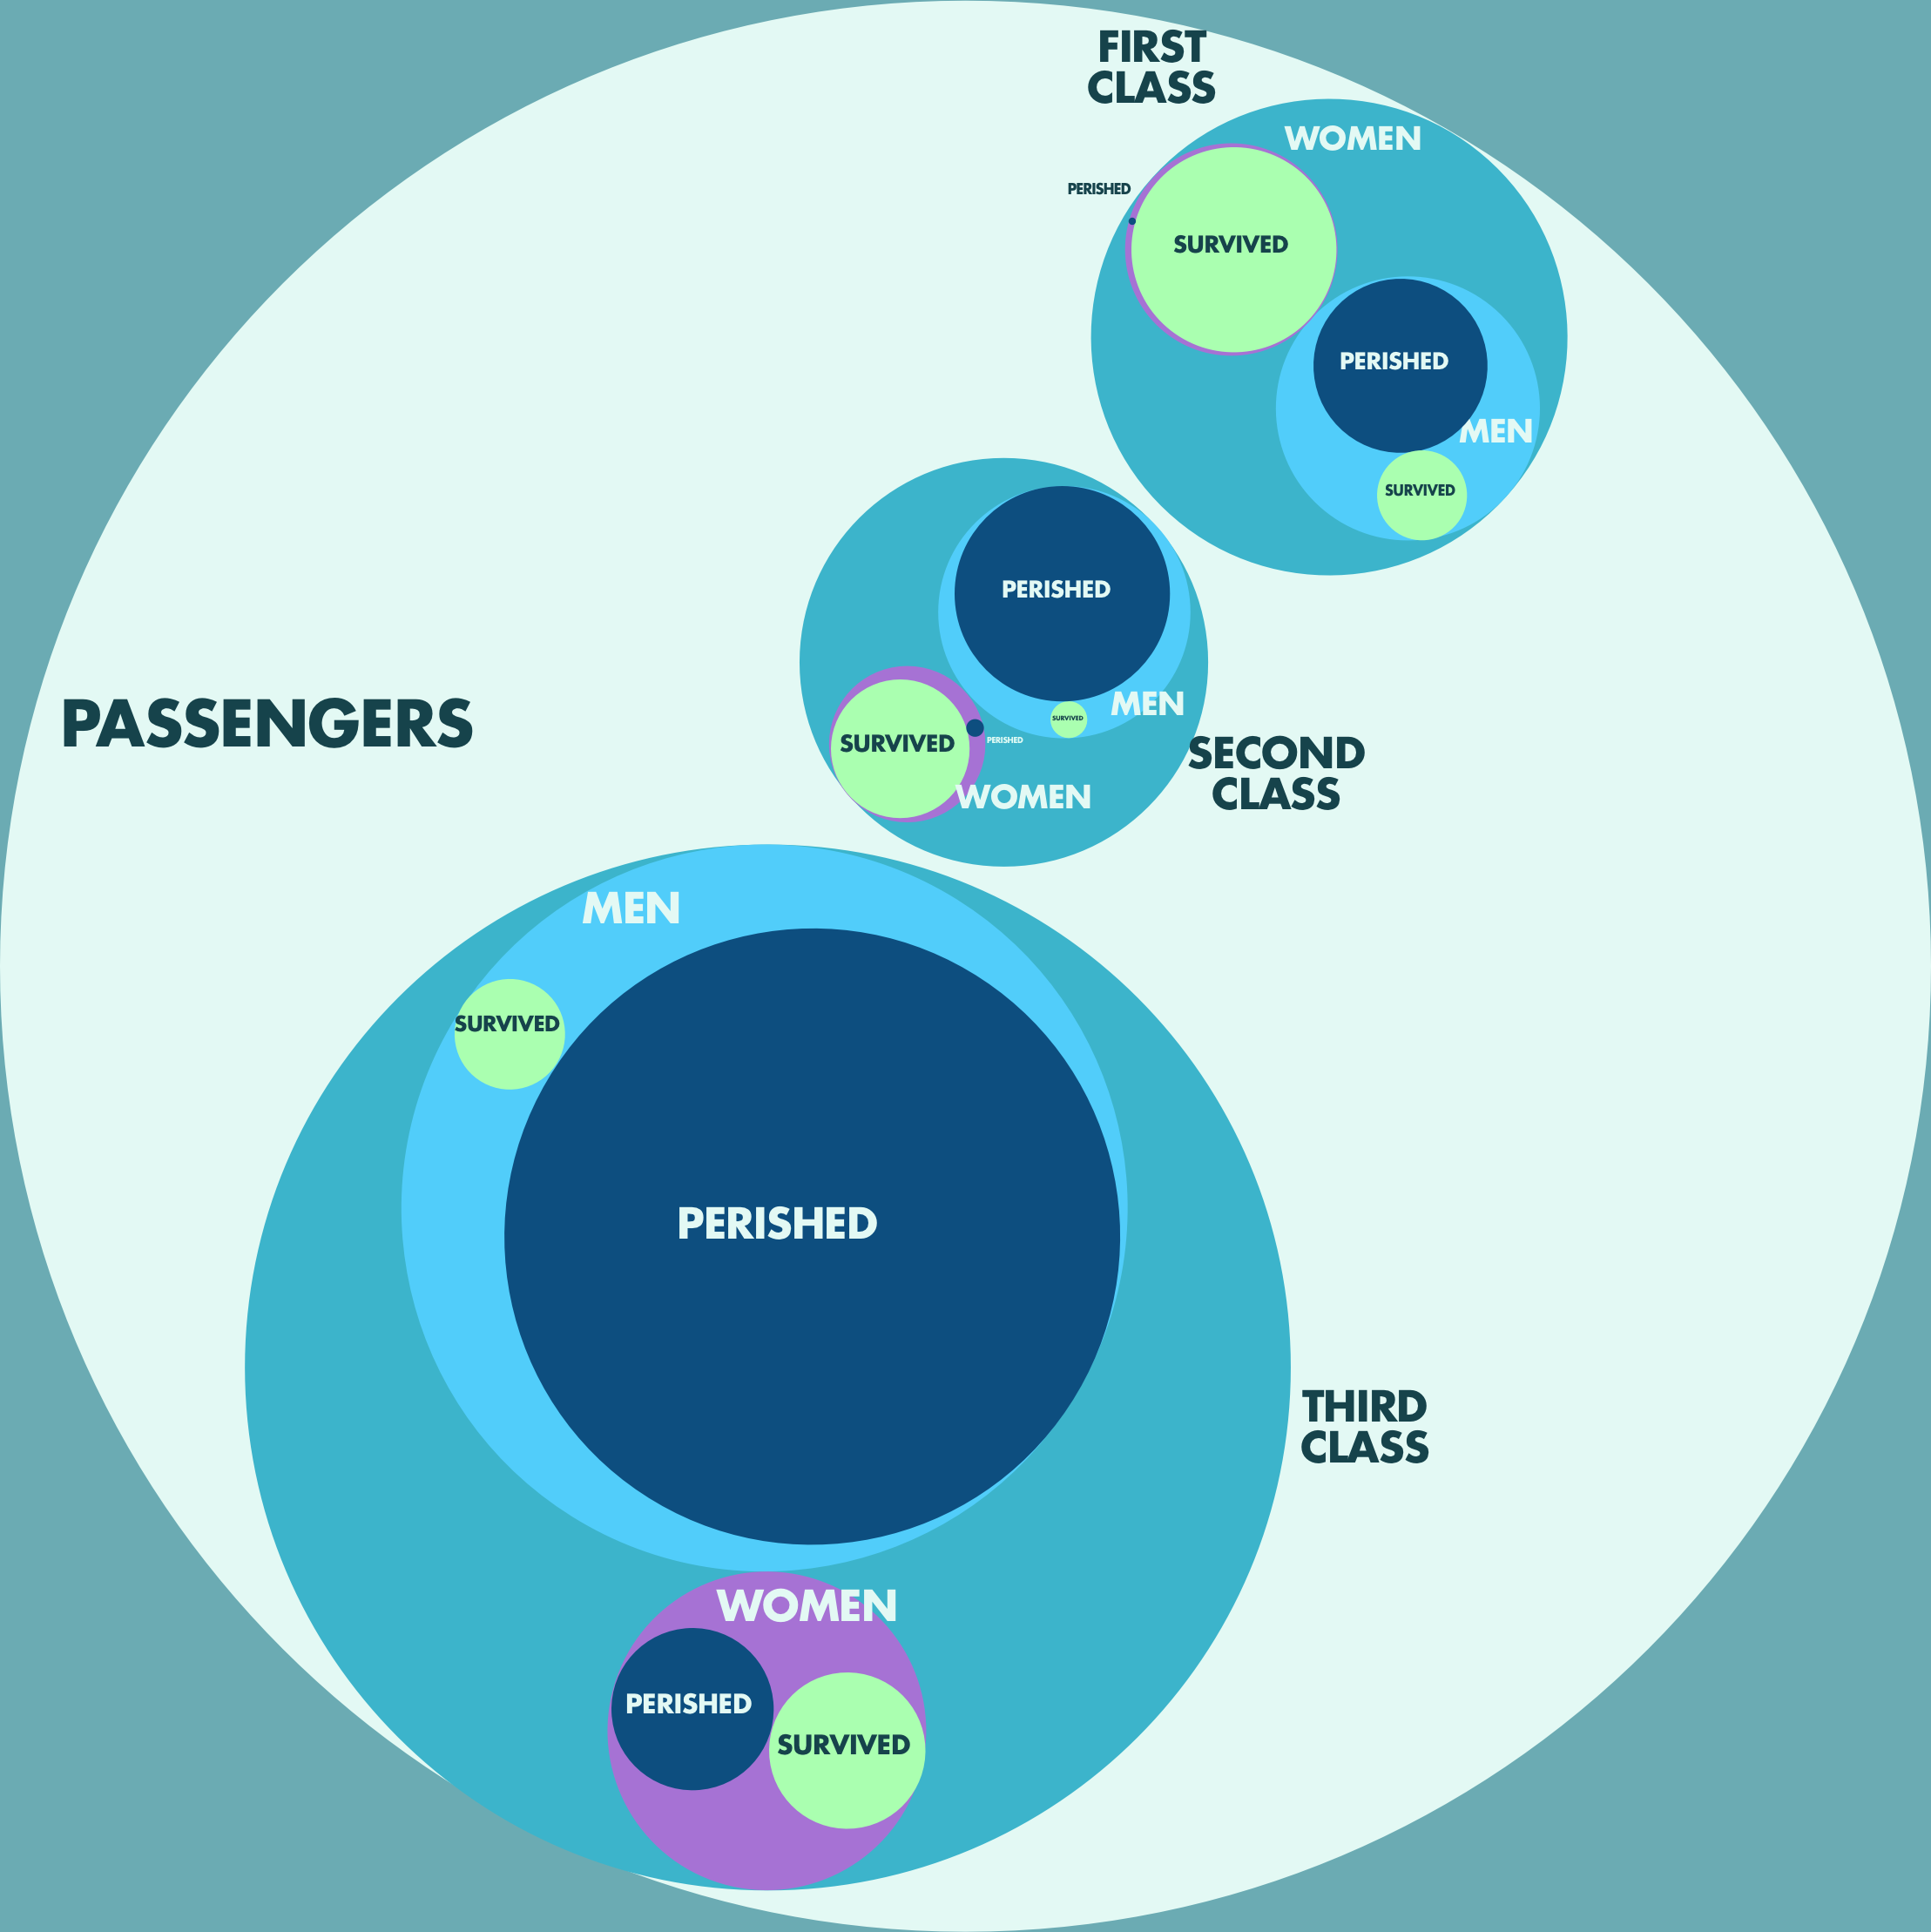 FIRST
CLASS
WOMEN
PERISHED
SURVIVED
PERISHED
MEN
SURVIVED
PERISHED
MEN
SURVIVED
SURVIVED
PERISHED
WOMEN
SECOND
CLASS
PASSENGERS
MEN
SURVIVED
PERISHED
THIRD
CLASS
WOMEN
PERISHED
SURVIVED